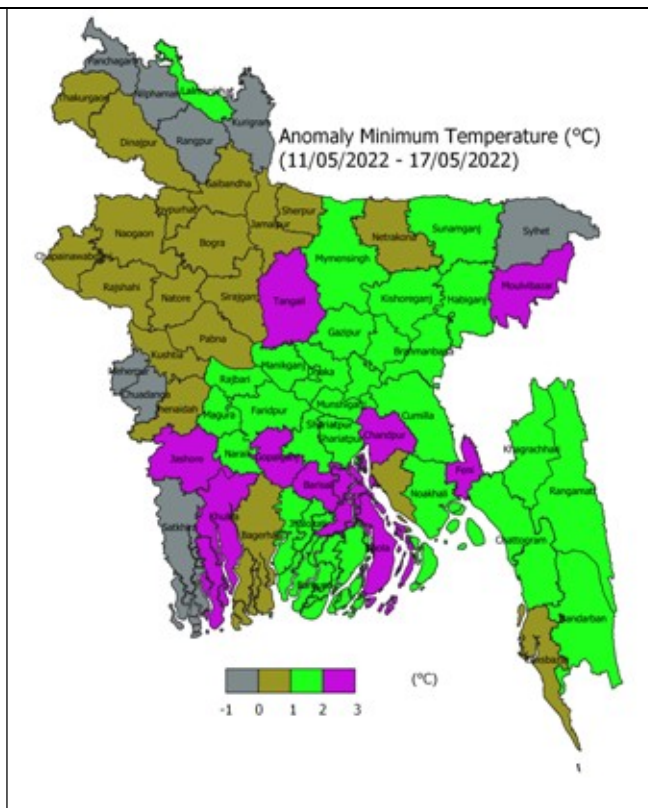 Panchagarh
Nilphamari
Lalmonirhat
Thakurgaon
Kurigram
Rangpur
Dinajpur
Anomaly Minimum Temperature (°C)
(11/05/2022 - 17/05/2022)
Gaibandha
Sherpur
Joypurhat
Jamalpur
Naogaon
Bogra
Netrakona
Sunamganj
Sylhet
Mymensingh
Chapainawabganj
Moulvibazar
Rajshahi
Natore
Sirajganj
Tangail
Kishoreganj
Habiganj
Gazipur
Pabna
Brahmanbaria
Kushtia
Meherpur
Manikganj
Dhaka
Rajbari
Chuadanga
Jhenaidah
Magura
Faridpur
Munshiganj
Cumilla
Shariatpur
Shariatpur
Chandpur
Narail
Khagrachhari
Jashore
Gopalganj
Feni
Barisal
Noakhali
Rangamati
Satkhira
Khulna
Bagerhat
Jhalokati
Bhola
Chattogram
Bandarban
Coxsbazar
(°C)
-1 0 1 2 3